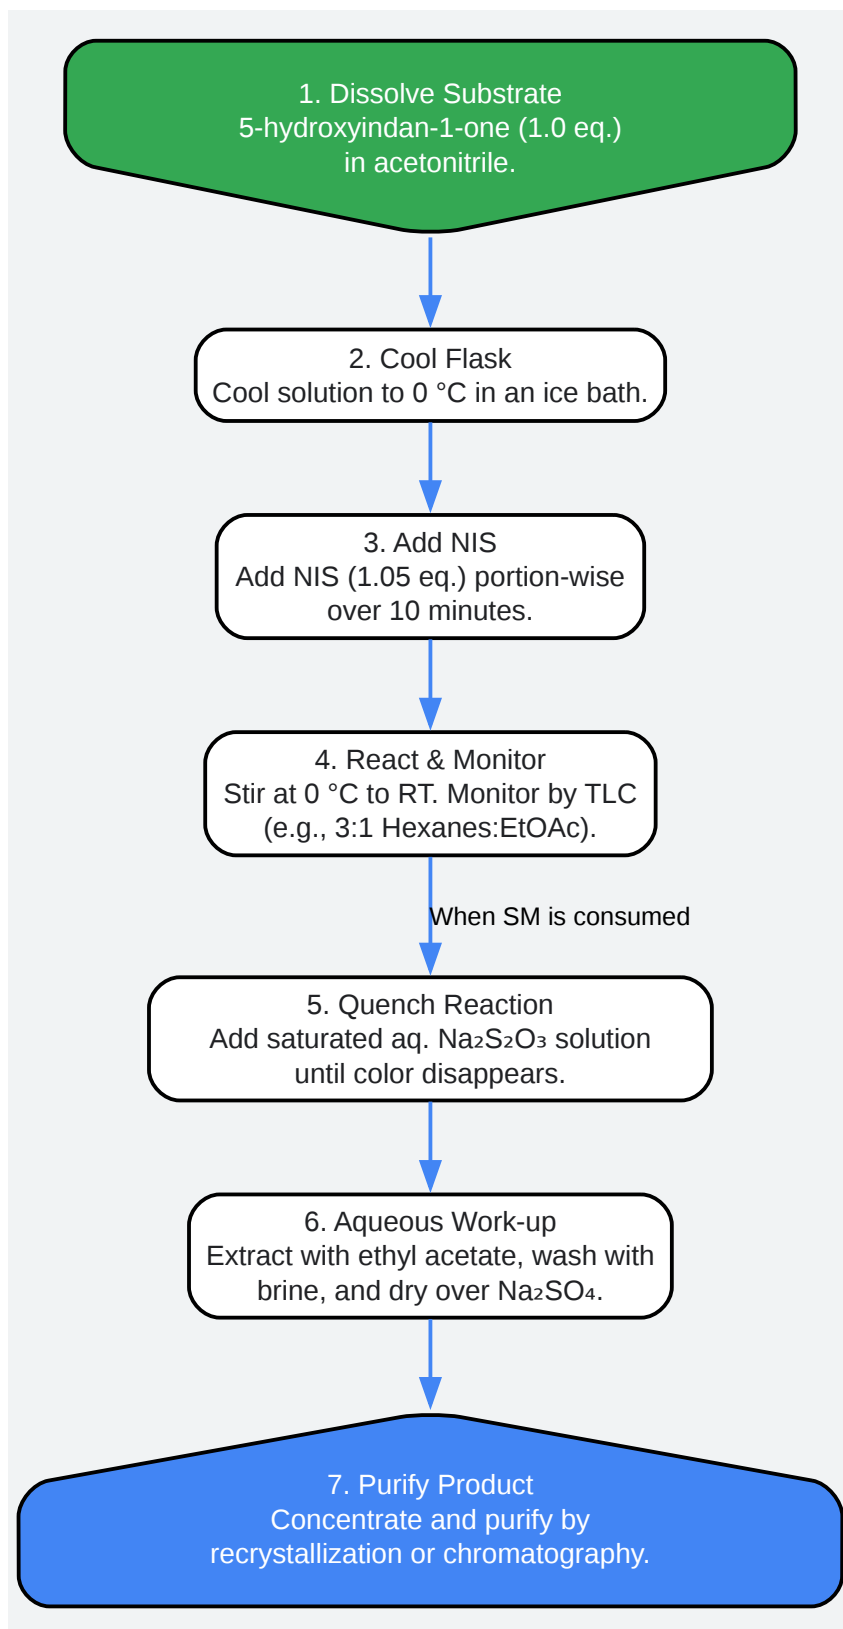 1. Dissolve Substrate
5-hydroxyindan-1-one (1.0 eq.)
in acetonitrile.
2. Cool Flask
Cool solution to 0 °C in an ice bath.
3. Add NIS
Add NIS (1.05 eq.) portion-wise
over 10 minutes.
4. React & Monitor
Stir at 0 °C to RT. Monitor by TLC
(e.g., 3:1 Hexanes:EtOAc).
When SM is consumed
5. Quench Reaction
Add saturated aq. Na₂S₂O₃ solution
until color disappears.
6. Aqueous Work-up
Extract with ethyl acetate, wash with
brine, and dry over Na₂SO₄.
7. Purify Product
Concentrate and purify by
recrystallization or chromatography.